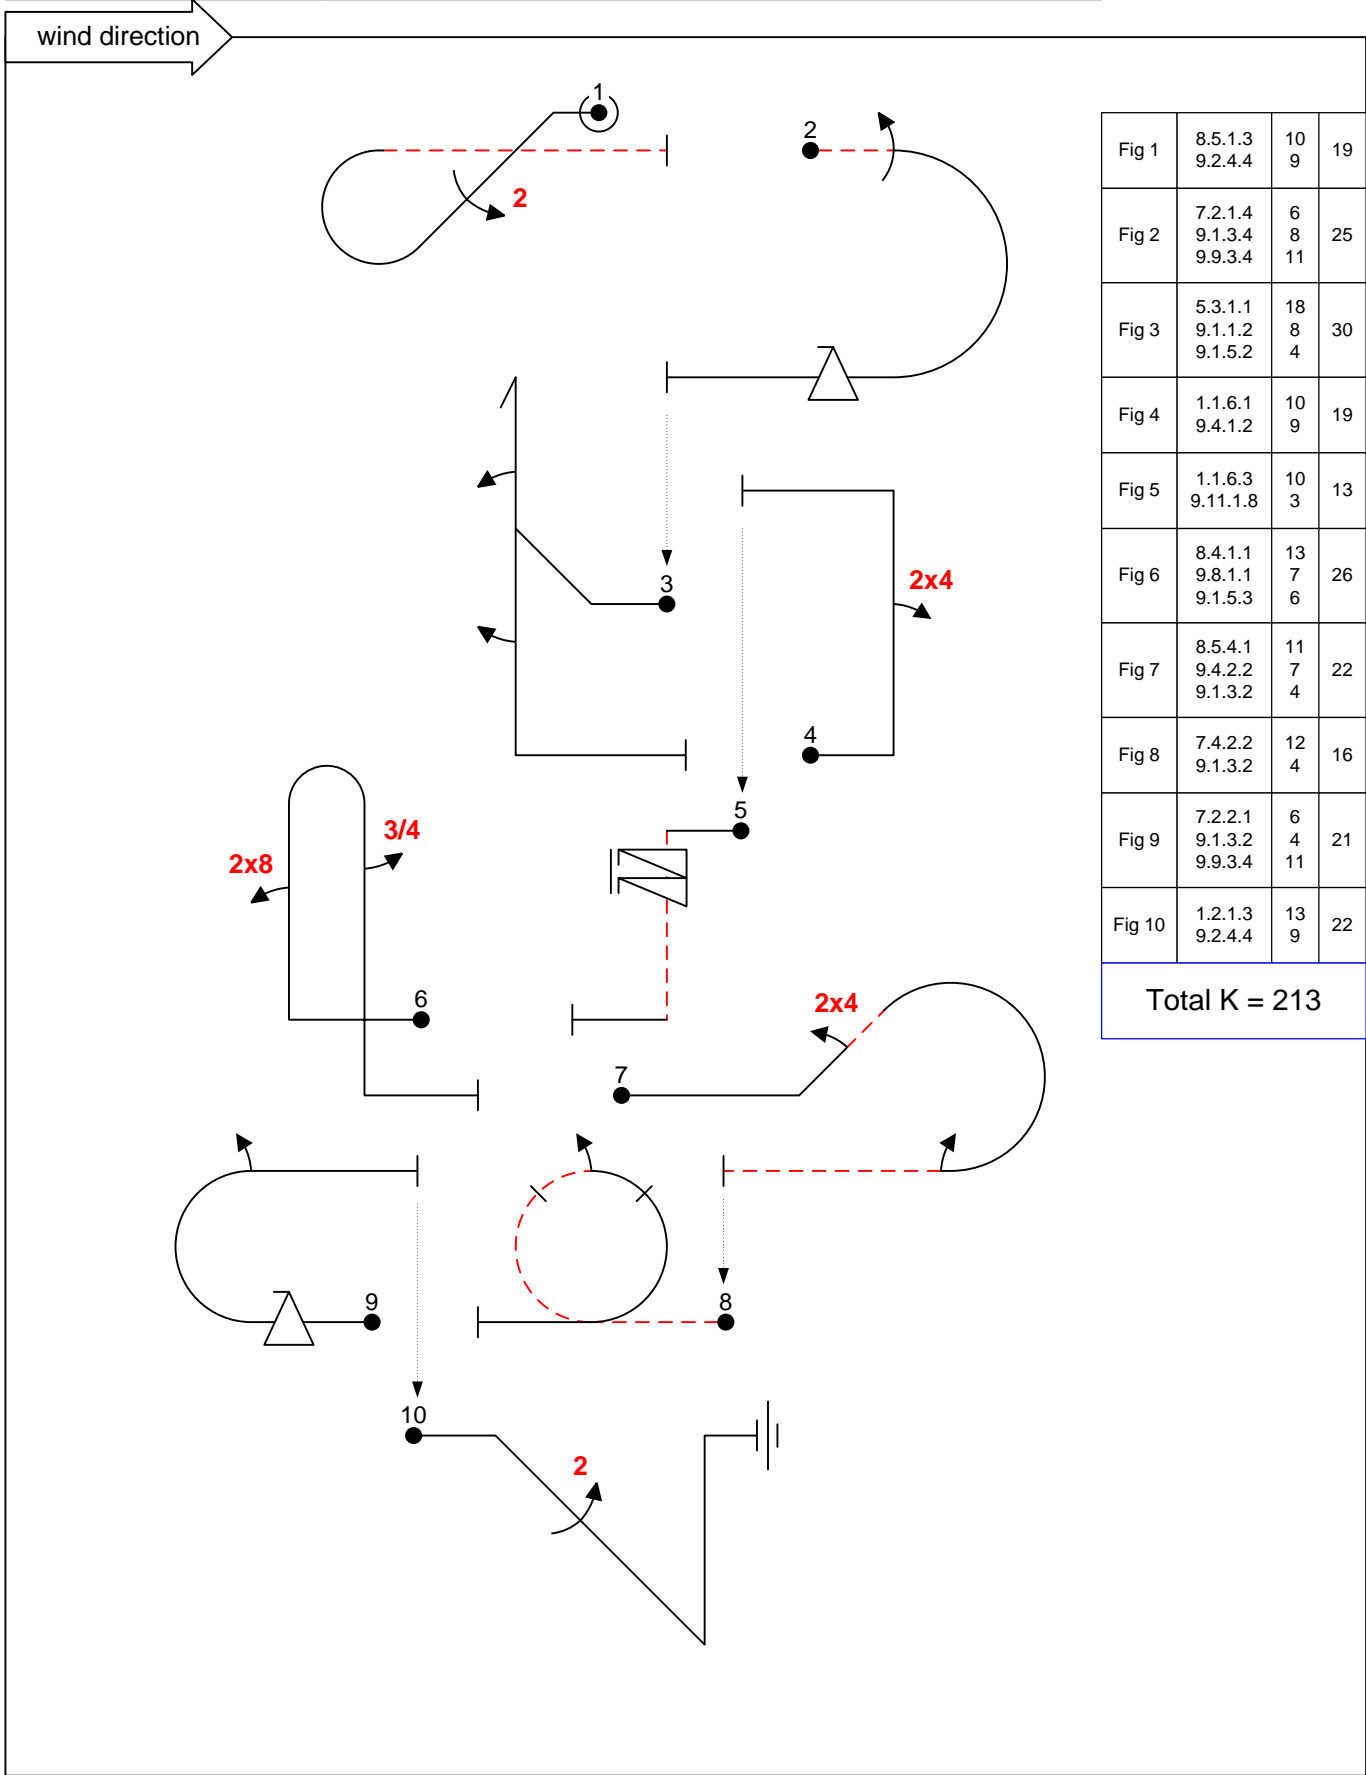 wind direction
1
2
2
3
2x4
4
5
3/4
2x8
6
2x4
7
9
8
10
2
Fig 1 8.5.1.3 10 19
9.2.4.4 9
Fig 2 7.2.1.4 6 25
9.1.3.4 8
9.9.3.4 11
Fig 3 5.3.1.1 18 30
9.1.1.2 8
9.1.5.2 4
Fig 4 1.1.6.1 10 19
9.4.1.2 9
Fig 5 1.1.6.3 10 13
9.11.1.8 3
Fig 6 8.4.1.1 13 26
9.8.1.1 7
9.1.5.3 6
Fig 7 8.5.4.1 11 22
9.4.2.2 7
9.1.3.2 4
Fig 8 7.4.2.2 12 16
9.1.3.2 4
Fig 9 7.2.2.1 6 21
9.1.3.2 4
9.9.3.4 11
Fig 10 1.2.1.3 13 22
9.2.4.4 9
Total K = 213